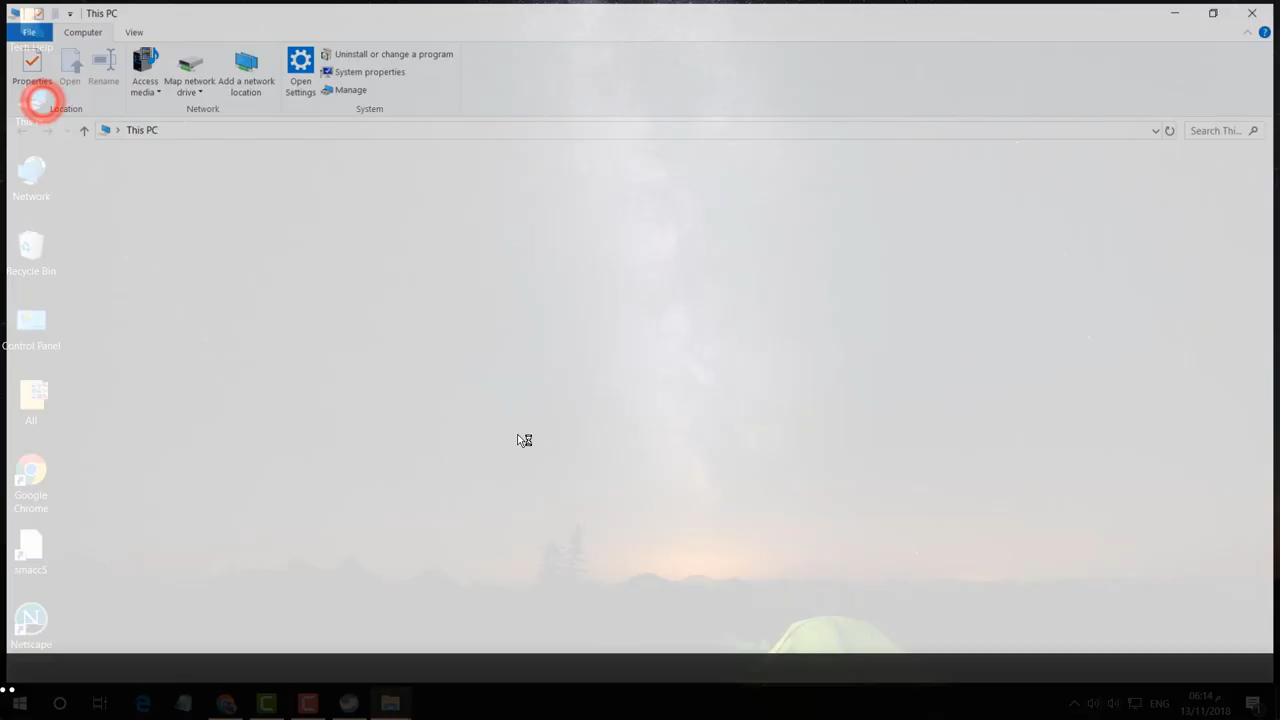 This PC
File
Computer
View
Tech Help
Properties
Open
Rename
Access media
Map network drive
Add a network location
Open Settings
Uninstall or change a program
System properties
Manage
Location
Network
System
This PC
Search Thi...
Network
Recycle Bin
Control Panel
All
Google Chrome
smacc5
Netscape
ENG
06:14 م
13/11/2018